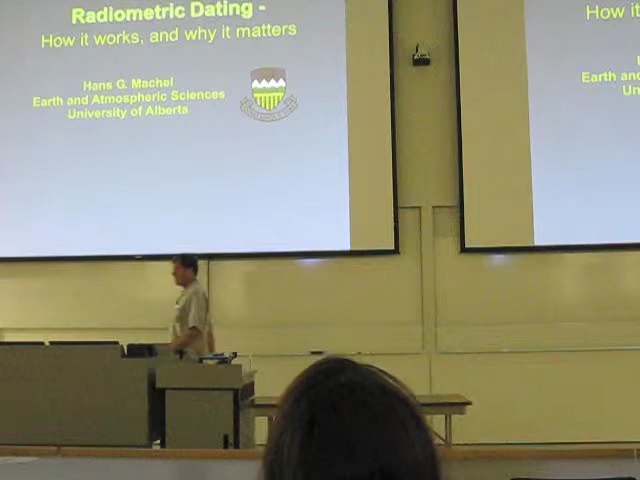 Radiometric Dating -
How it works, and why it matters
Hans G. Machel
Earth and Atmospheric Sciences
University of Alberta
How it
Earth and
Un